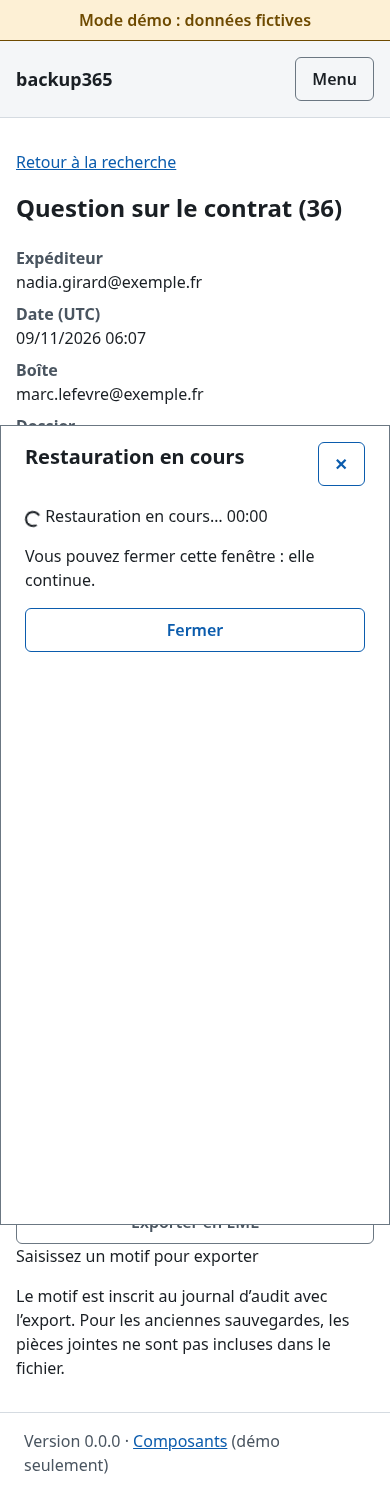 Mode démo : données fictives
backup365
Menu
Retour à la recherche
Question sur le contrat (36)
Expéditeur
nadia.girard@exemple.fr
Date (UTC)
09/11/2026 06:07
Boîte
marc.lefevre@exemple.fr
Dossier
Restauration en cours
×
Restauration en cours… 00:00
Vous pouvez fermer cette fenêtre : elle
continue.
Fermer
Exporter en EML
Saisissez un motif pour exporter
Le motif est inscrit au journal d’audit avec
l’export. Pour les anciennes sauvegardes, les
pièces jointes ne sont pas incluses dans le
fichier.
Version 0.0.0 · Composants (démo
seulement)